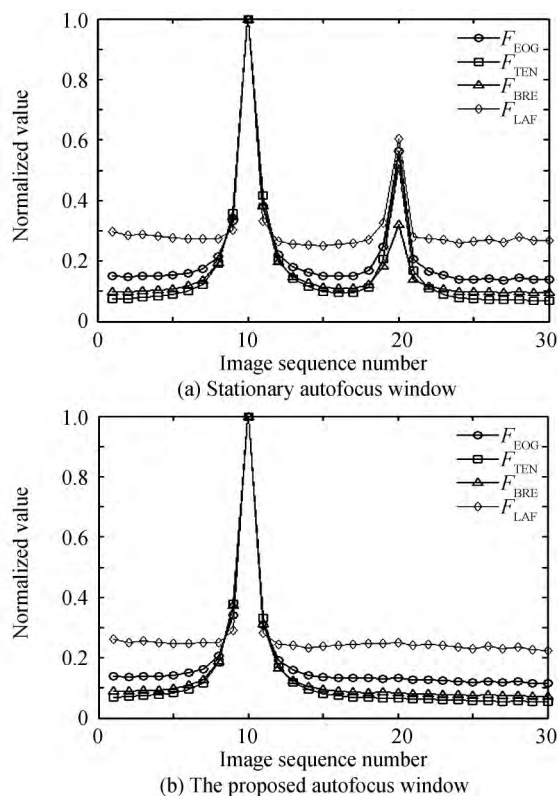 1.0
0.8
0.6
0.4
0.2
0
0 10 20 30
Normalized value
F_EOG
F_TEN
F_BRE
F_LAF
Image sequence number
(a) Stationary autofocus window
1.0
0.8
0.6
0.4
0.2
0
0 10 20 30
Normalized value
F_EOG
F_TEN
F_BRE
F_LAF
Image sequence number
(b) The proposed autofocus window